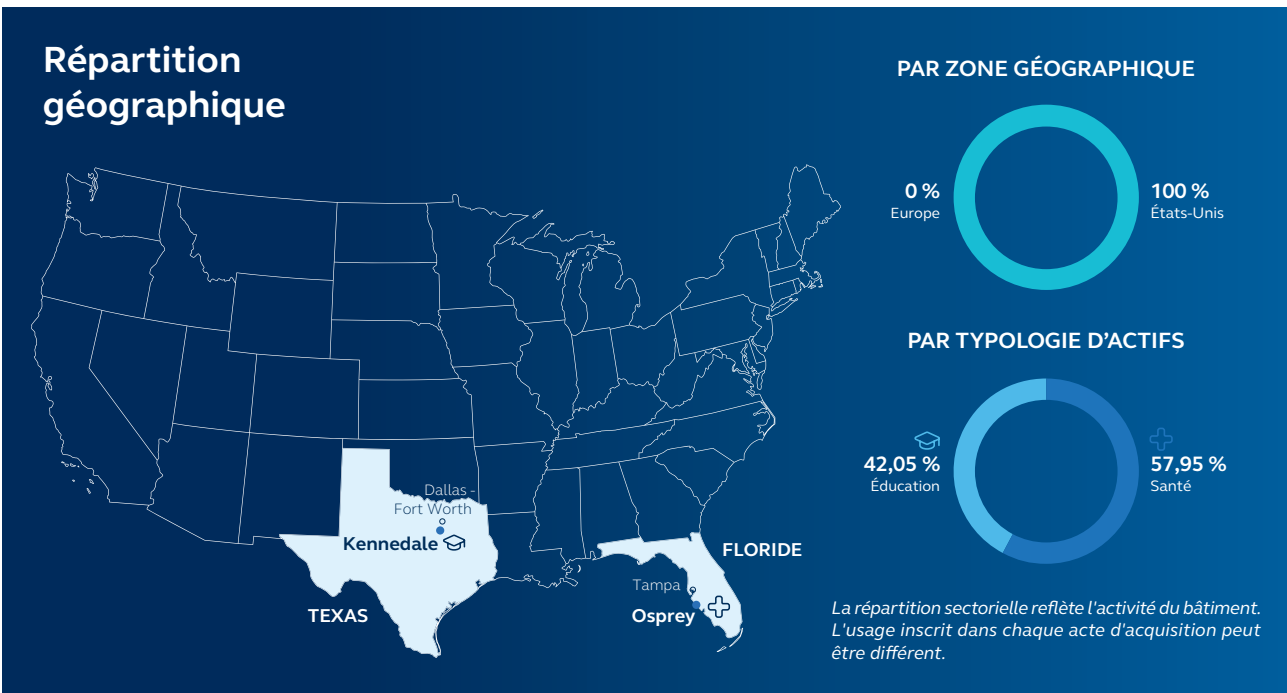 Répartition
géographique
PAR ZONE GÉOGRAPHIQUE
0 %
Europe
100 %
États-Unis
PAR TYPOLOGIE D’ACTIFS
42,05 %
Éducation
57,95 %
Santé
Dallas -
Fort Worth
Kennedale
TEXAS
FLORIDE
Tampa
Osprey
La répartition sectorielle reflète l'activité du bâtiment.
L'usage inscrit dans chaque acte d'acquisition peut
être différent.